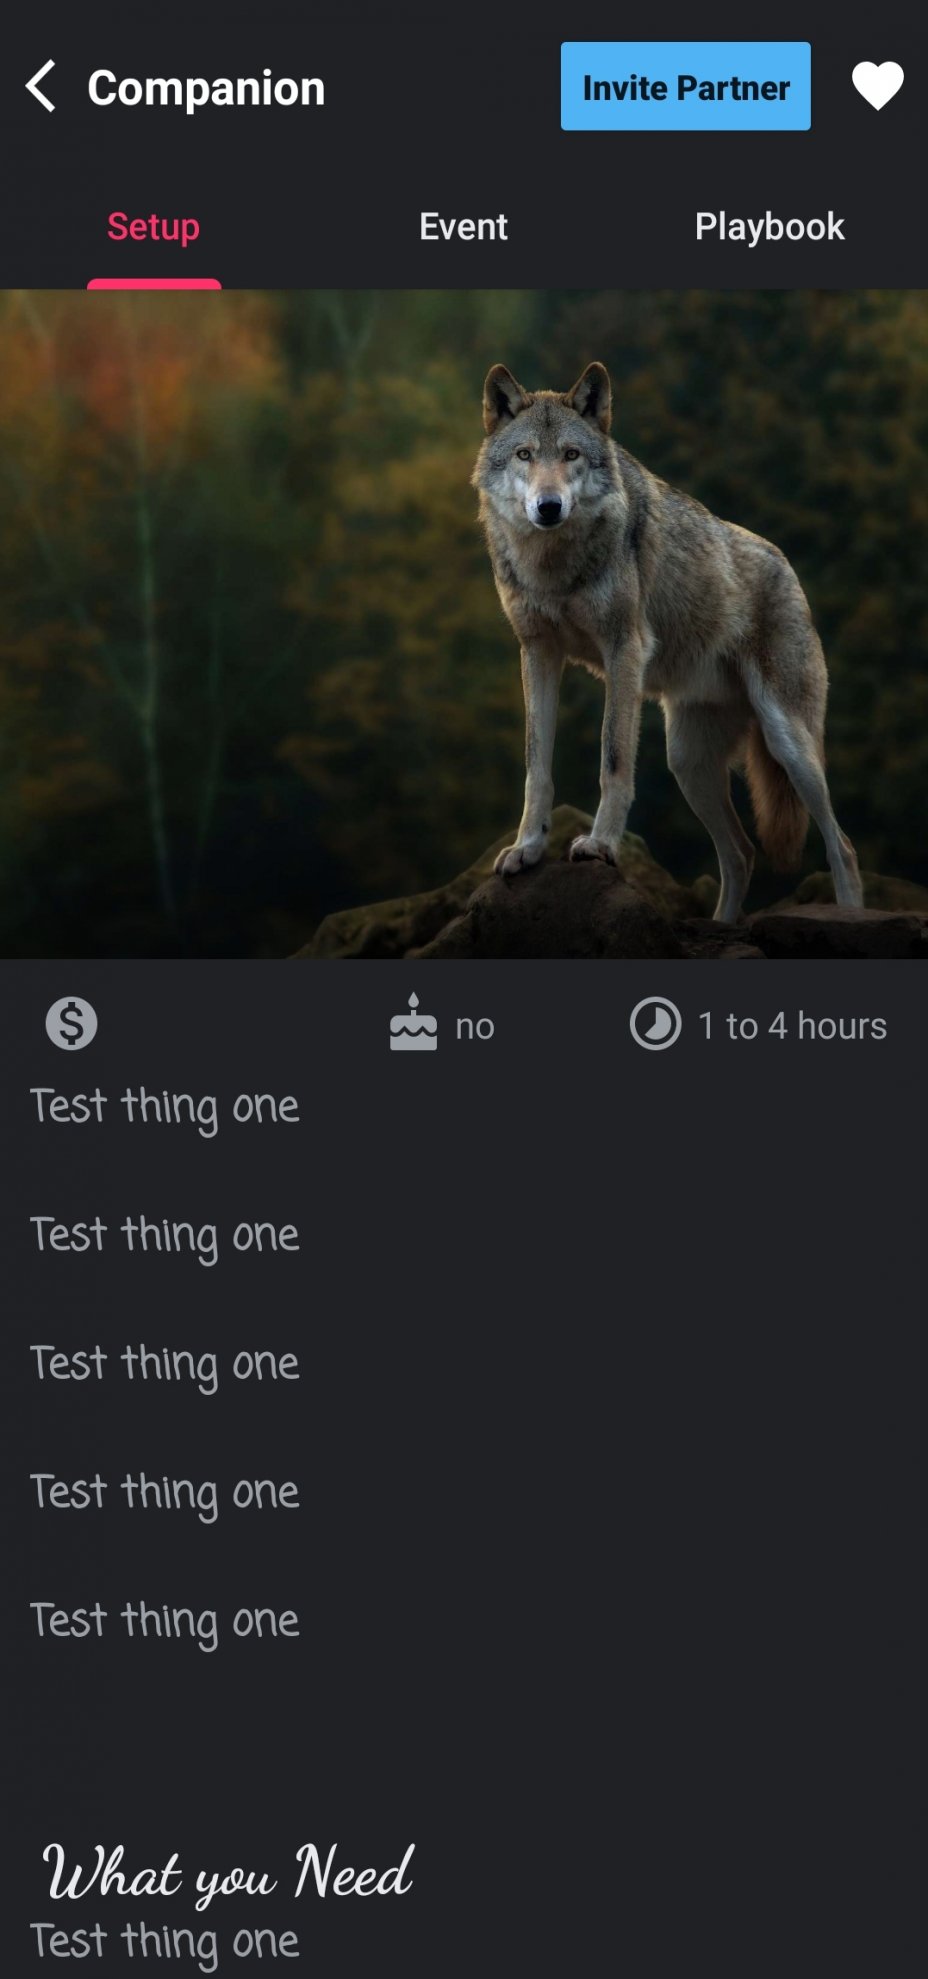 Companion
Invite Partner
Setup
Event
Playbook
no
1 to 4 hours
Test thing one
Test thing one
Test thing one
Test thing one
Test thing one
What you Need
Test thing one